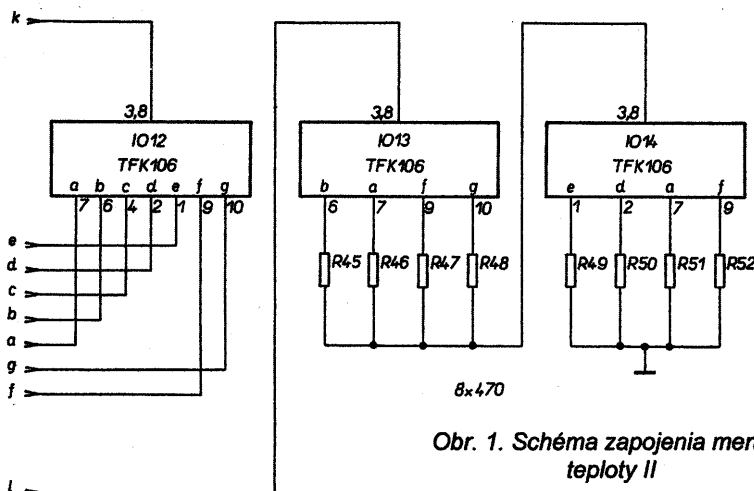 k
3,8
3,8
3,8
IO12
TFK106
IO13
TFK106
IO14
TFK106
a b c d e f g
7 6 4 2 1 9 10
b a f g
6 7 9 10
e d a f
1 2 7 9
e
d
c
b
a
g
f
R45 R46 R47 R48
R49 R50 R51 R52
8x470
Obr. 1. Schéma zapojenia mera
teploty II